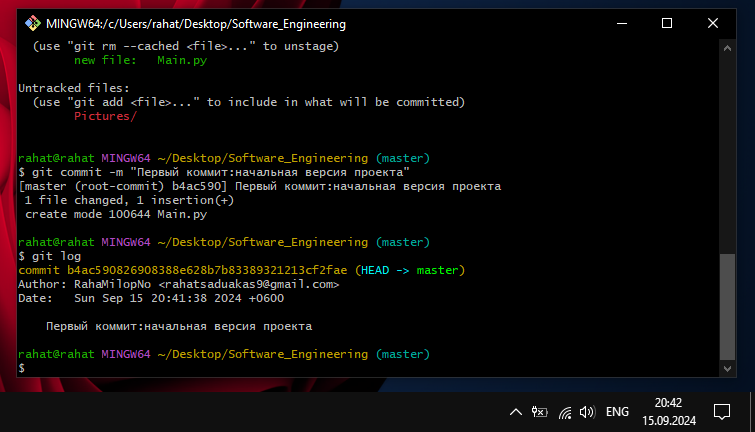 MINGW64:/c/Users/rahat/Desktop/Software_Engineering
(use "git rm --cached <file>..." to unstage)
new file:   Main.py
Untracked files:
(use "git add <file>..." to include in what will be committed)
Pictures/
rahat@rahat MINGW64 ~/Desktop/Software_Engineering (master)
$ git commit -m "Первый коммит:начальная версия проекта"
[master (root-commit) b4ac590] Первый коммит:начальная версия проекта
1 file changed, 1 insertion(+)
create mode 100644 Main.py
rahat@rahat MINGW64 ~/Desktop/Software_Engineering (master)
$ git log
commit b4ac590826908388e628b7b83389321213cf2fae (HEAD -> master)
Author: RahaMilopNo <rahatsaduakas9@gmail.com>
Date:   Sun Sep 15 20:41:38 2024 +0600
Первый коммит:начальная версия проекта
rahat@rahat MINGW64 ~/Desktop/Software_Engineering (master)
$
ENG
20:42
15.09.2024